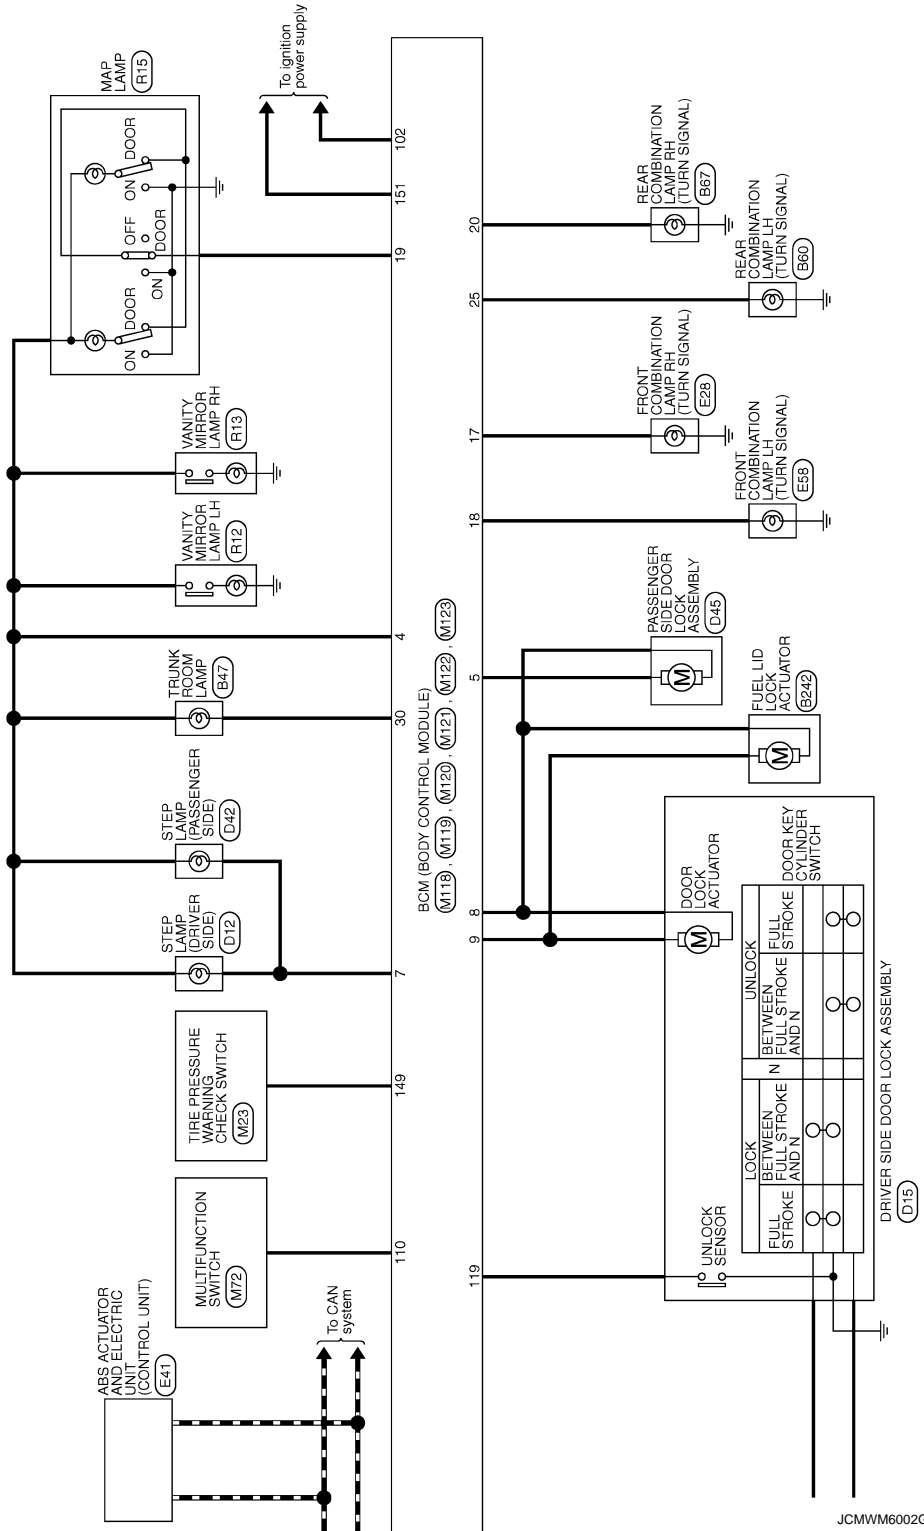 ABS ACTUATOR
AND ELECTRIC
UNIT
(CONTROL UNIT)
E41
To CAN
system
MULTIFUNCTION
SWITCH
M72
110
TIRE PRESSURE
WARNING
CHECK SWITCH
M23
149
STEP
LAMP
(DRIVER
SIDE)
D12
7
STEP
LAMP
(PASSENGER
SIDE)
D42
TRUNK
ROOM
LAMP
B47
30
4
VANITY
MIRROR
LAMP LH
R12
VANITY
MIRROR
LAMP RH
R13
MAP
LAMP
R15
ON
DOOR
ON
DOOR
OFF
ON
DOOR
19
To ignition
power supply
151
102
BCM (BODY CONTROL MODULE)
M118 , M119 , M120 , M121 , M122 , M123
119
9
8
5
18
17
25
20
UNLOCK
SENSOR
DOOR
LOCK
ACTUATOR
M
DOOR KEY
CYLINDER
SWITCH
LOCK
N
UNLOCK
FULL
STROKE
BETWEEN
FULL STROKE
AND N
BETWEEN
FULL STROKE
AND N
FULL
STROKE
DRIVER SIDE DOOR LOCK ASSEMBLY
D15
FUEL LID
LOCK
ACTUATOR
B242
M
PASSENGER
SIDE DOOR
LOCK
ASSEMBLY
D45
M
FRONT
COMBINATION
LAMP LH
(TURN SIGNAL)
E58
FRONT
COMBINATION
LAMP RH
(TURN SIGNAL)
E28
REAR
COMBINATION
LAMP LH
(TURN SIGNAL)
B60
REAR
COMBINATION
LAMP RH
(TURN SIGNAL)
B67